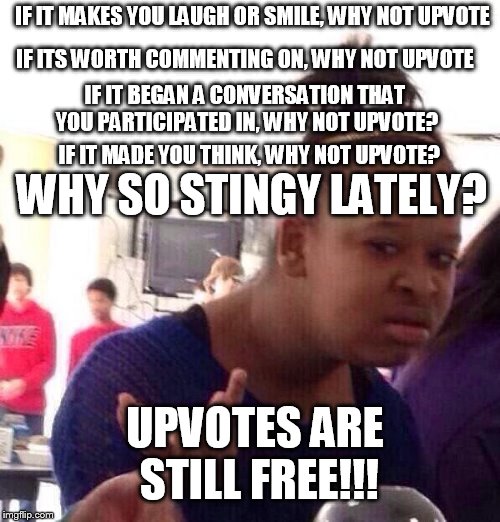 IF IT MAKES YOU LAUGH OR SMILE, WHY NOT UPVOTE
IF ITS WORTH COMMENTING ON, WHY NOT UPVOTE
IF IT BEGAN A CONVERSATION THAT
YOU PARTICIPATED IN, WHY NOT UPVOTE?
IF IT MADE YOU THINK, WHY NOT UPVOTE?
WHY SO STINGY LATELY?
UPVOTES ARE
STILL FREE!!!
imgflip.com